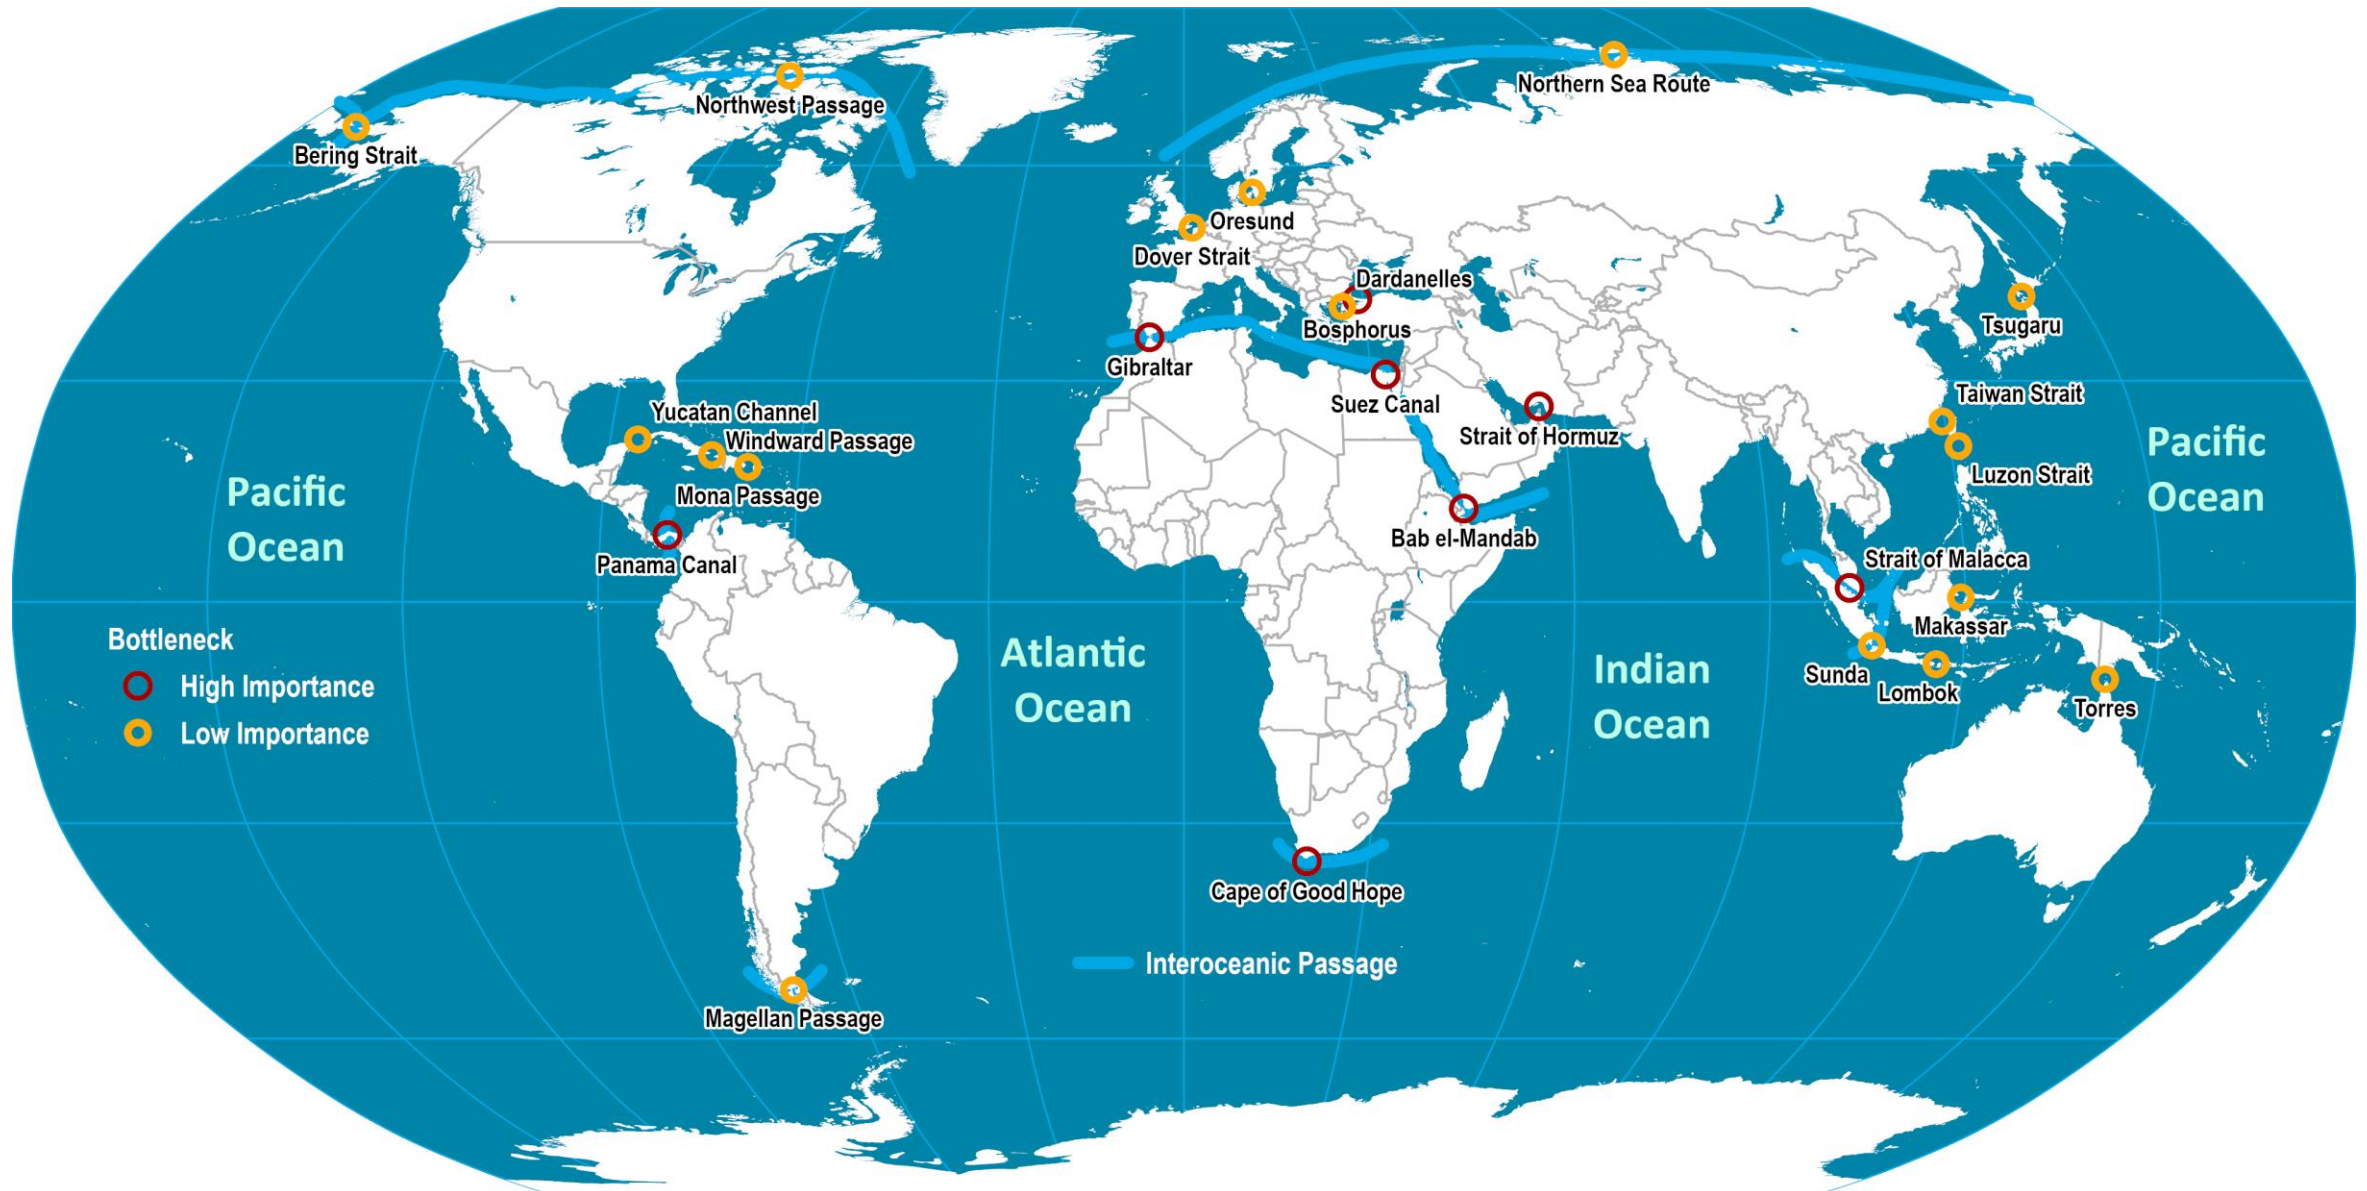 Northwest Passage
Northern Sea Route
Bering Strait
Oresund
Dover Strait
Dardanelles
Bosphorus
Tsugaru
Gibraltar
Suez Canal
Taiwan Strait
Yucatan Channel
Strait of Hormuz
Windward Passage
Luzon Strait
Mona Passage
Pacific
Ocean
Pacific
Ocean
Bab el-Mandab
Panama Canal
Strait of Malacca
Makassar
Bottleneck
High Importance
Low Importance
Atlantic
Ocean
Indian
Ocean
Sunda
Lombok
Torres
Cape of Good Hope
Interoceanic Passage
Magellan Passage